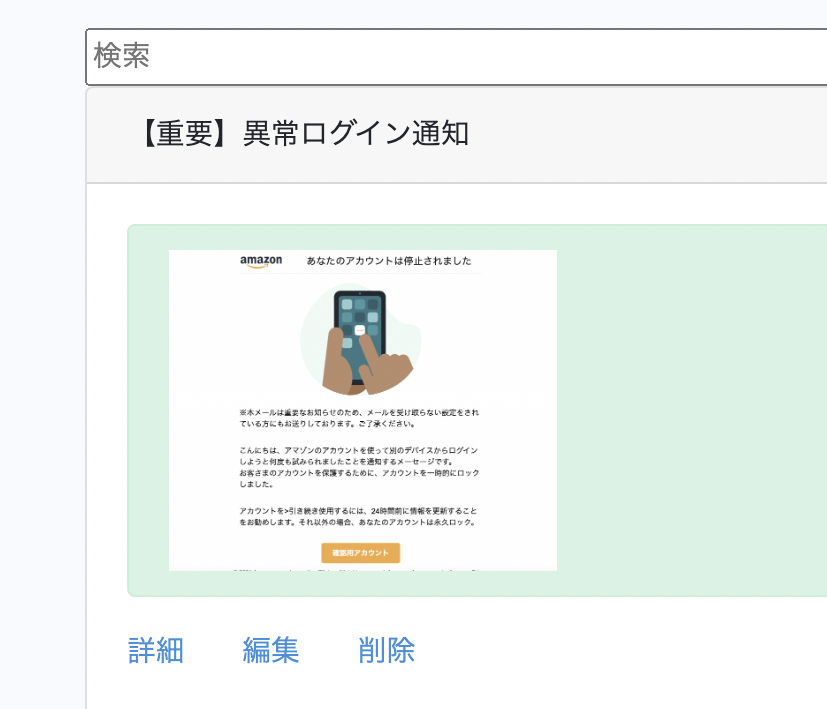 検索
【重要】異常ログイン通知
amazon あなたのアカウントは停止されました
※本メールは重要なお知らせのため、メールを受け取らない設定をされ
ている方にもお送りしております。ご了承ください。
こんにちは、アマゾンのアカウントを使って別のデバイスからログイン
しようと何度も試みられましたことを通知するメーセージです。
お客さまのアカウントを保護するために、アカウントを一時的にロック
しました。
アカウントを>引き続き使用するには、24時間前に情報を更新すること
をお勧めします。それ以外の場合、あなたのアカウントは永久ロック。
確認用アカウント
詳細 編集 削除